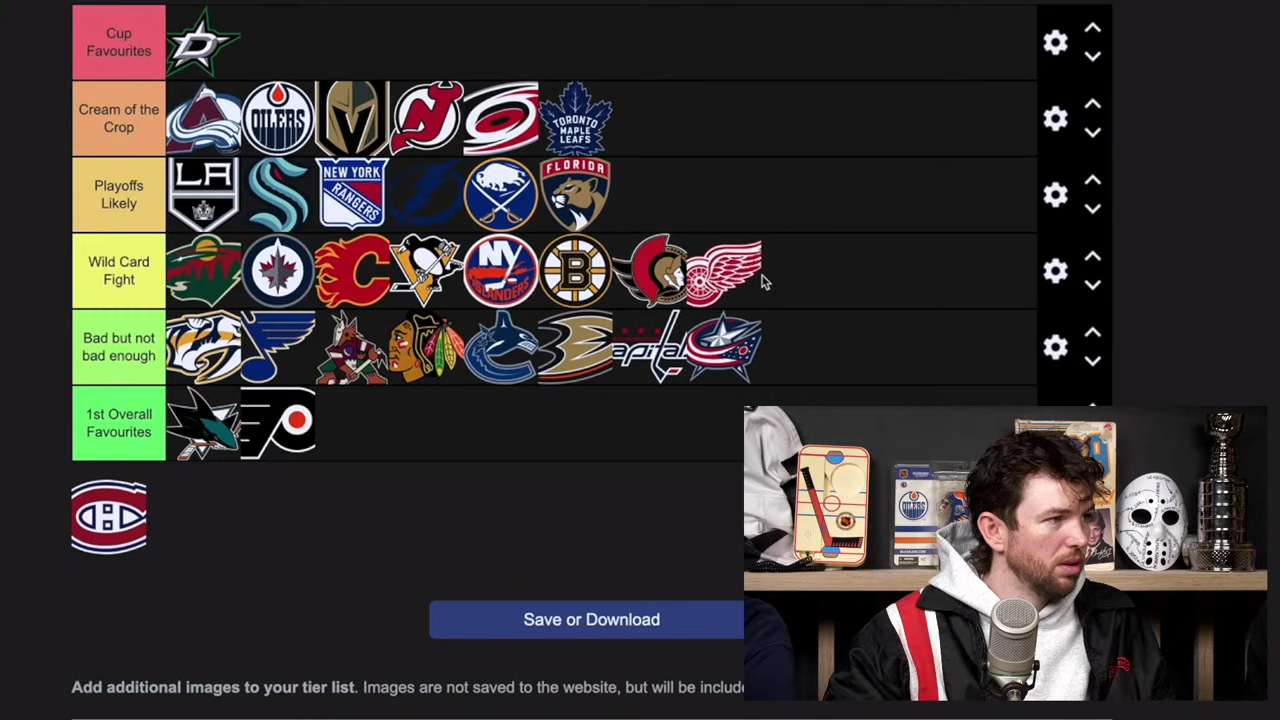 Cup
Favourites
Cream of the
Crop
OILERS
TORONTO
MAPLE
LEAFS
Playoffs
Likely
LA
NEW YORK
RANGERS
FLORIDA
Wild Card
Fight
NY
ISLANDERS
B
Bad but not
bad enough
capitals
1st Overall
Favourites
OILERS
Save or Download
Add additional images to your tier list. Images are not saved to the website, but will be include